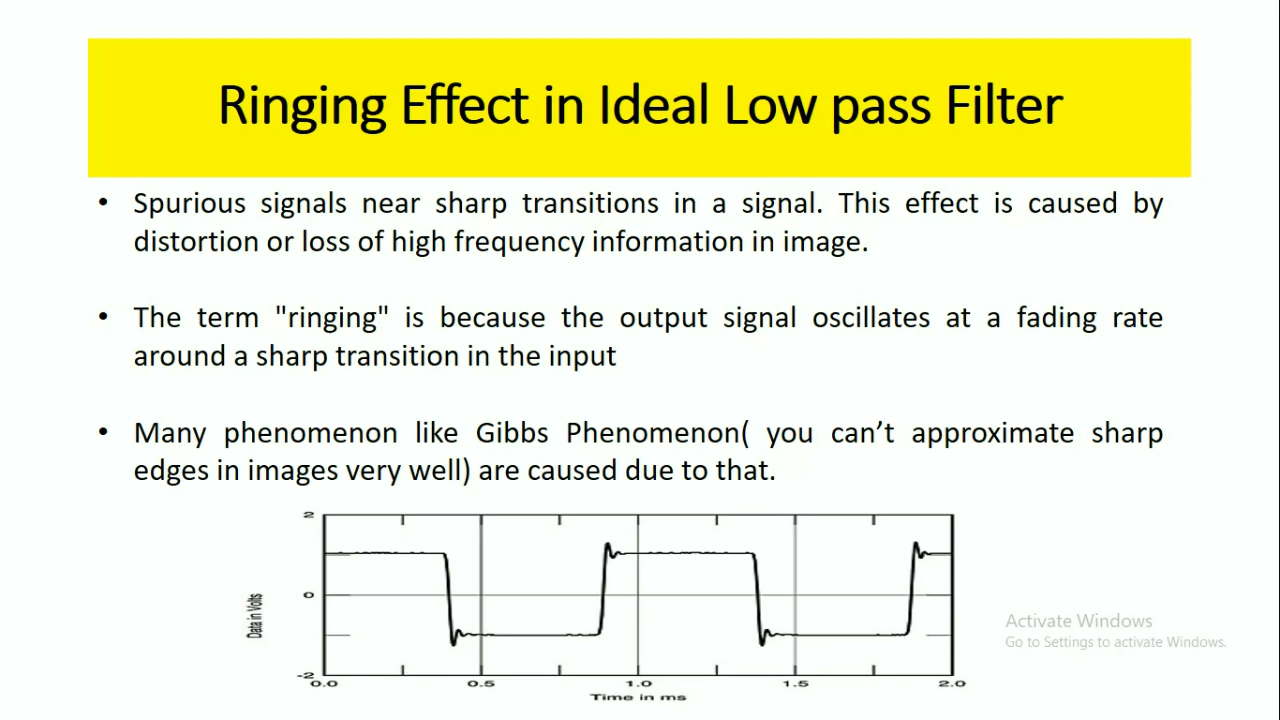 Ringing Effect in Ideal Low pass Filter
• Spurious signals near sharp transitions in a signal. This effect is caused by
distortion or loss of high frequency information in image.
• The term "ringing" is because the output signal oscillates at a fading rate
around a sharp transition in the input
• Many phenomenon like Gibbs Phenomenon( you can’t approximate sharp
edges in images very well) are caused due to that.
2
0
-2
Data in Volts
0.0 0.5 1.0 1.5 2.0
Time in ms
Activate Windows
Go to Settings to activate Windows.